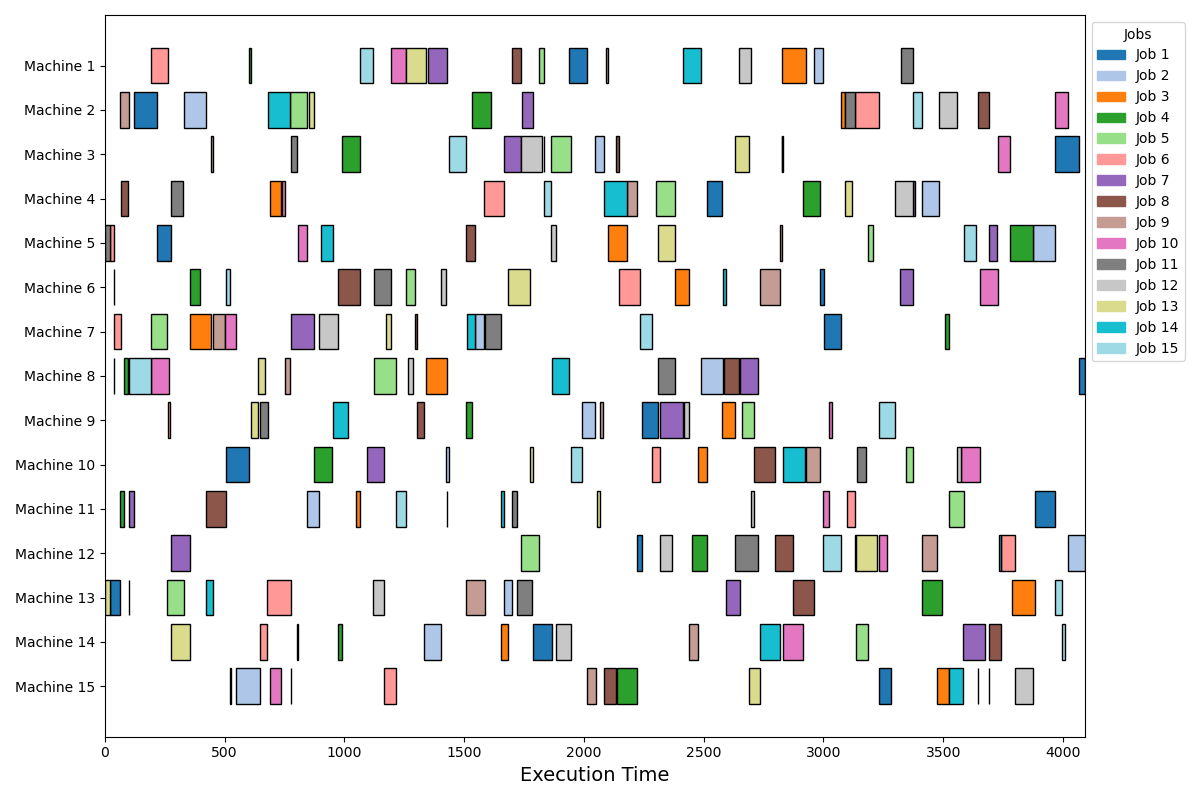 Machine 1
Machine 2
Machine 3
Machine 4
Machine 5
Machine 6
Machine 7
Machine 8
Machine 9
Machine 10
Machine 11
Machine 12
Machine 13
Machine 14
Machine 15
0 500 1000 1500 2000 2500 3000 3500 4000
Execution Time
Jobs
Job 1
Job 2
Job 3
Job 4
Job 5
Job 6
Job 7
Job 8
Job 9
Job 10
Job 11
Job 12
Job 13
Job 14
Job 15